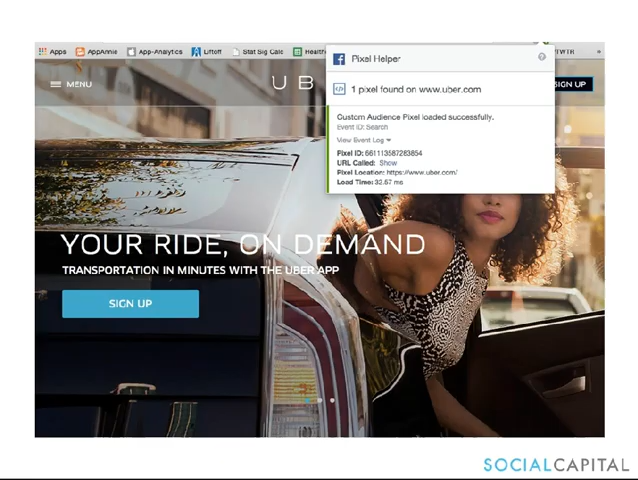 Apps AppAnnie App-Analytics Liftoff Stat Sig Calc TWTR »
Pixel Helper
MENU
UB
SIGN UP
1 pixel found on www.uber.com
Custom Audience Pixel loaded successfully.
Event ID: Search
View Event Log
Pixel ID: 661113587283854
URL Called: Show
Pixel Location: https://www.uber.com/
Load Time: 32.67 ms
YOUR RIDE, ON DEMAND
TRANSPORTATION IN MINUTES WITH THE UBER APP
SIGN UP
SOCIALCAPITAL